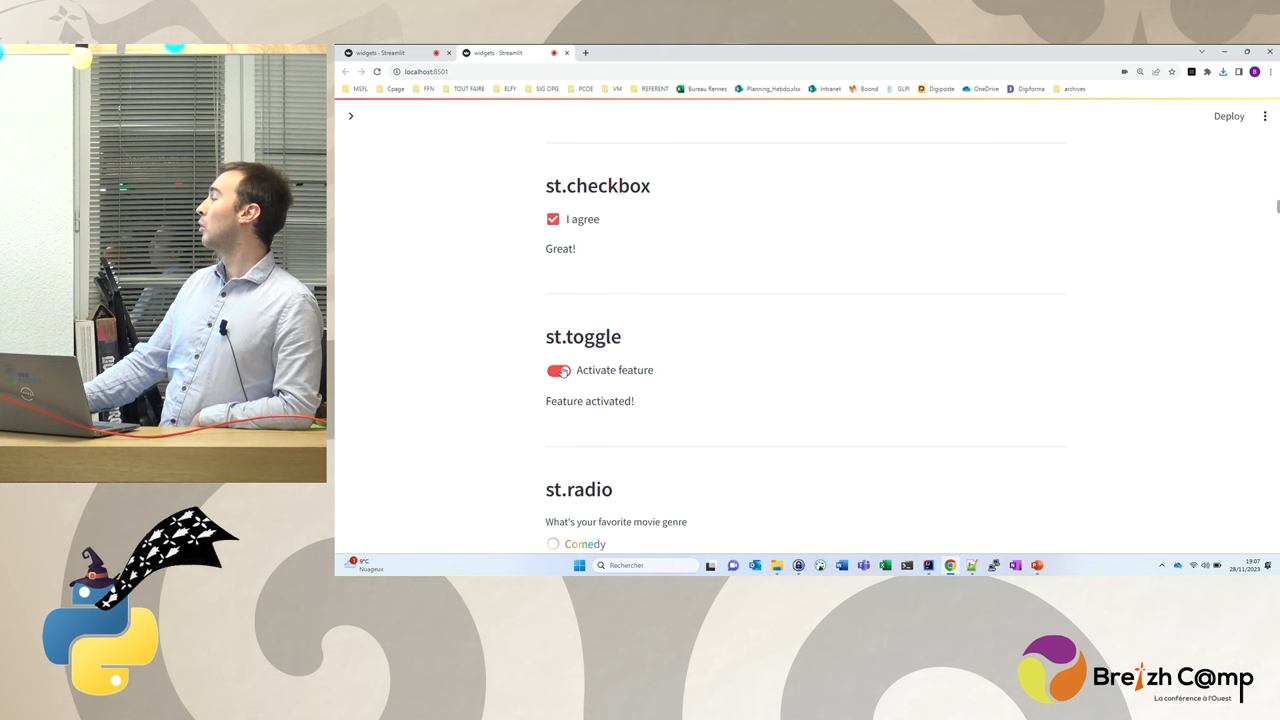 widgets · Streamlit
widgets · Streamlit
localhost:8501
MSFL Cpage FFN TOUT FAIRE ELFY SIG OPG PCOE VM REFERENT Bureau Rennes Planning_Hebdo.xlsx Intranet Boond GLPI Digiposte OneDrive Digiforma archives
Deploy
st.checkbox
I agree
Great!
st.toggle
Activate feature
Feature activated!
st.radio
What's your favorite movie genre
Comedy
9°C
Nuageux
Rechercher
19:07
28/11/2023
Breizh C@mp
La conférence à l'Ouest